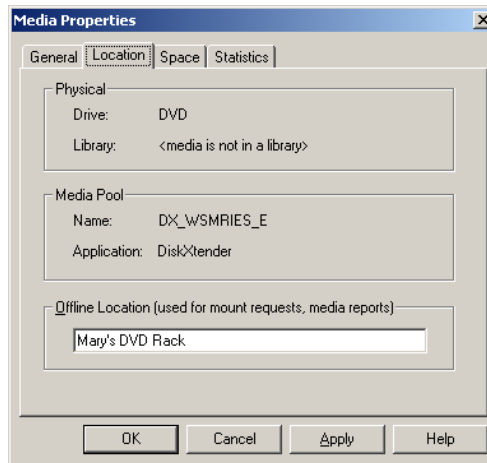 Media Properties
General Location Space Statistics
Physical
Drive: DVD
Library: <media is not in a library>
Media Pool
Name: DX_WSMRIES_E
Application: DiskXtender
Offline Location (used for mount requests, media reports)
Mary's DVD Rack
OK Cancel Apply Help